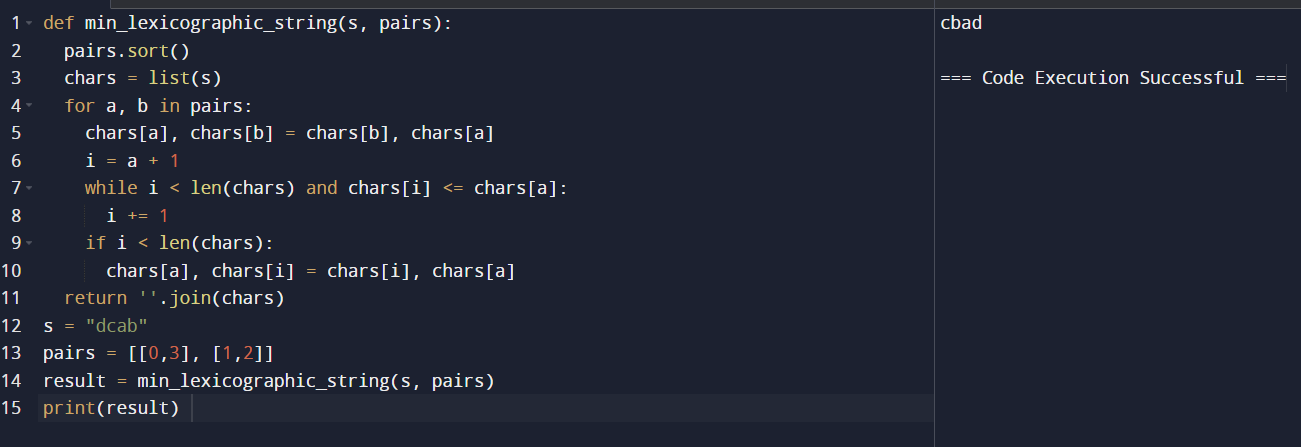 1 def min_lexicographic_string(s, pairs):
2   pairs.sort()
3   chars = list(s)
4   for a, b in pairs:
5     chars[a], chars[b] = chars[b], chars[a]
6     i = a + 1
7     while i < len(chars) and chars[i] <= chars[a]:
8       i += 1
9     if i < len(chars):
10       chars[a], chars[i] = chars[i], chars[a]
11   return ''.join(chars)
12 s = "dcab"
13 pairs = [[0,3], [1,2]]
14 result = min_lexicographic_string(s, pairs)
15 print(result)
cbad
=== Code Execution Successful ===